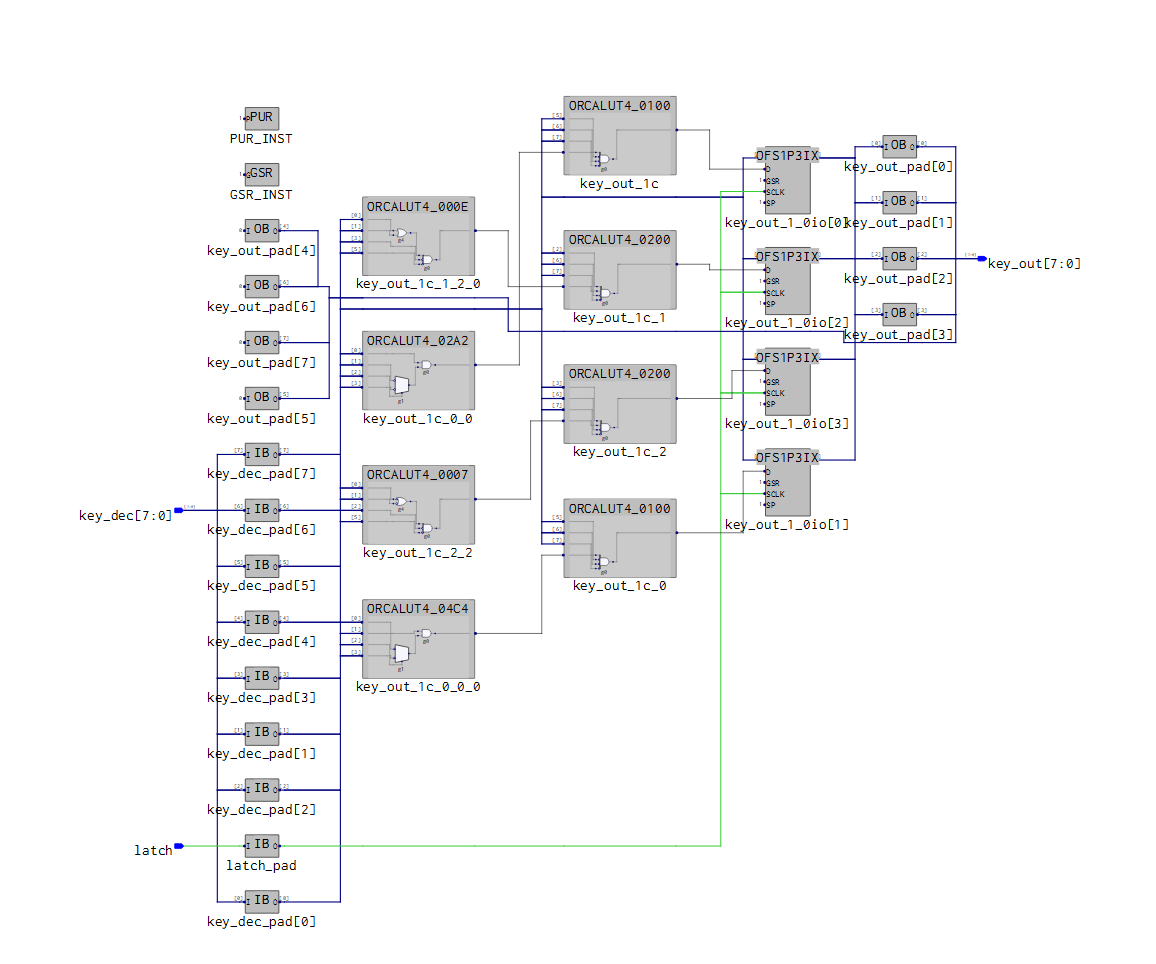 PUR
PUR_INST
GSR
GSR_INST
OB
key_out_pad[4]
OB
key_out_pad[6]
OB
key_out_pad[7]
OB
key_out_pad[5]
IB
key_dec_pad[7]
key_dec[7:0]
IB
key_dec_pad[6]
IB
key_dec_pad[5]
IB
key_dec_pad[4]
IB
key_dec_pad[3]
IB
key_dec_pad[1]
IB
key_dec_pad[2]
latch
IB
latch_pad
IB
key_dec_pad[0]
ORCALUT4_000E
key_out_1c_1_2_0
ORCALUT4_02A2
key_out_1c_0_0
ORCALUT4_0007
key_out_1c_2_2
ORCALUT4_04C4
key_out_1c_0_0_0
ORCALUT4_0100
key_out_1c
ORCALUT4_0200
key_out_1c_1
ORCALUT4_0200
key_out_1c_2
ORCALUT4_0100
key_out_1c_0
OFS1P3IX
D
GSR
SCLK
SP
key_out_1_0io[0]
OFS1P3IX
D
GSR
SCLK
SP
key_out_1_0io[2]
OFS1P3IX
D
GSR
SCLK
SP
key_out_1_0io[3]
OFS1P3IX
D
GSR
SCLK
SP
key_out_1_0io[1]
OB
key_out_pad[0]
OB
key_out_pad[1]
OB
key_out_pad[2]
OB
key_out_pad[3]
key_out[7:0]